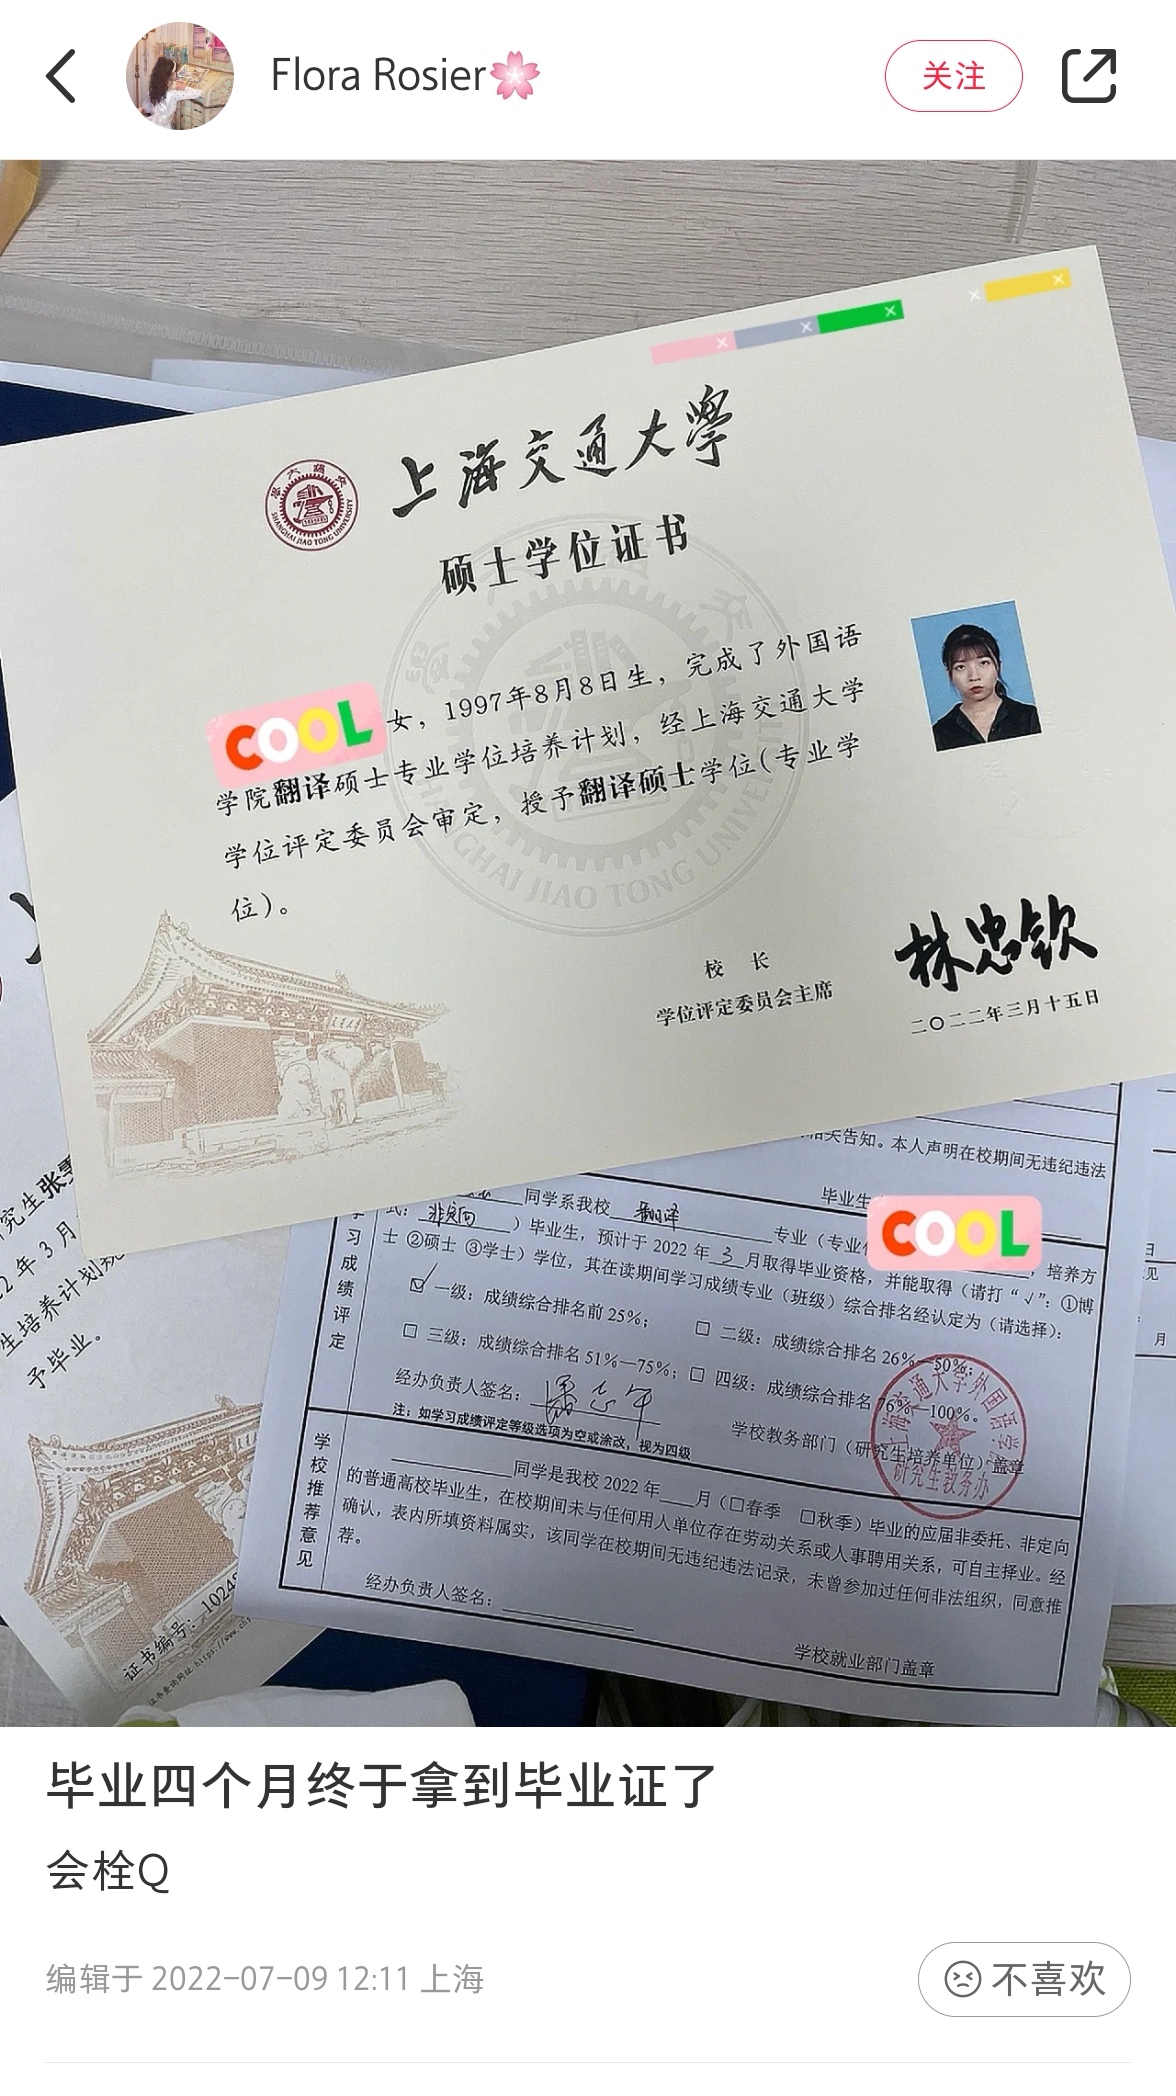 Flora Rosier🌸
关注
上海交通大學
SHANGHAI JIAO TONG UNIVERSITY
硕士学位证书
COOL 女，1997年8月8日生，完成了外国语
学院翻译硕士专业学位培养计划，经上海交通大学
学位评定委员会审定，授予翻译硕士学位（专业学
位）。
校 长
学位评定委员会主席
林忠钦
二〇二二年三月十五日
究生张
2年3月
生培养计划规
予毕业。
证书编号：1024
相关告知。本人声明在校期间无违纪违法
毕业生
COOL
习成绩评定
同学系我校 翻译 专业（专业
，培养方
式：非定向）毕业生，预计于 2022 年 3 月取得毕业资格，并能取得（请打“√”：①博
士 ②硕士 ③学士）学位，其在读期间学习成绩专业（班级）综合排名经认定为（请选择）：
☑ 一级：成绩综合排名前 25%；
□ 二级：成绩综合排名 26%—50%；
□ 三级：成绩综合排名 51%—75%；
□ 四级：成绩综合排名 76%—100%。
经办负责人签名：
学校教务部门（研究生培养单位）盖章
注：如学习成绩评定等级选项为空或涂改，视为四级
上海交通大学外国语学院
研究生教务办
学校推荐意见
同学是我校 2022 年 月（□春季 □秋季）毕业的应届非委托、非定向
的普通高校毕业生，在校期间未与任何用人单位存在劳动关系或人事聘用关系，可自主择业。经
确认，表内所填资料属实，该同学在校期间无违纪违法记录，未曾参加过任何非法组织，同意推
荐。
经办负责人签名：
学校就业部门盖章
毕业四个月终于拿到毕业证了
会栓Q
编辑于 2022-07-09 12:11 上海
不喜欢